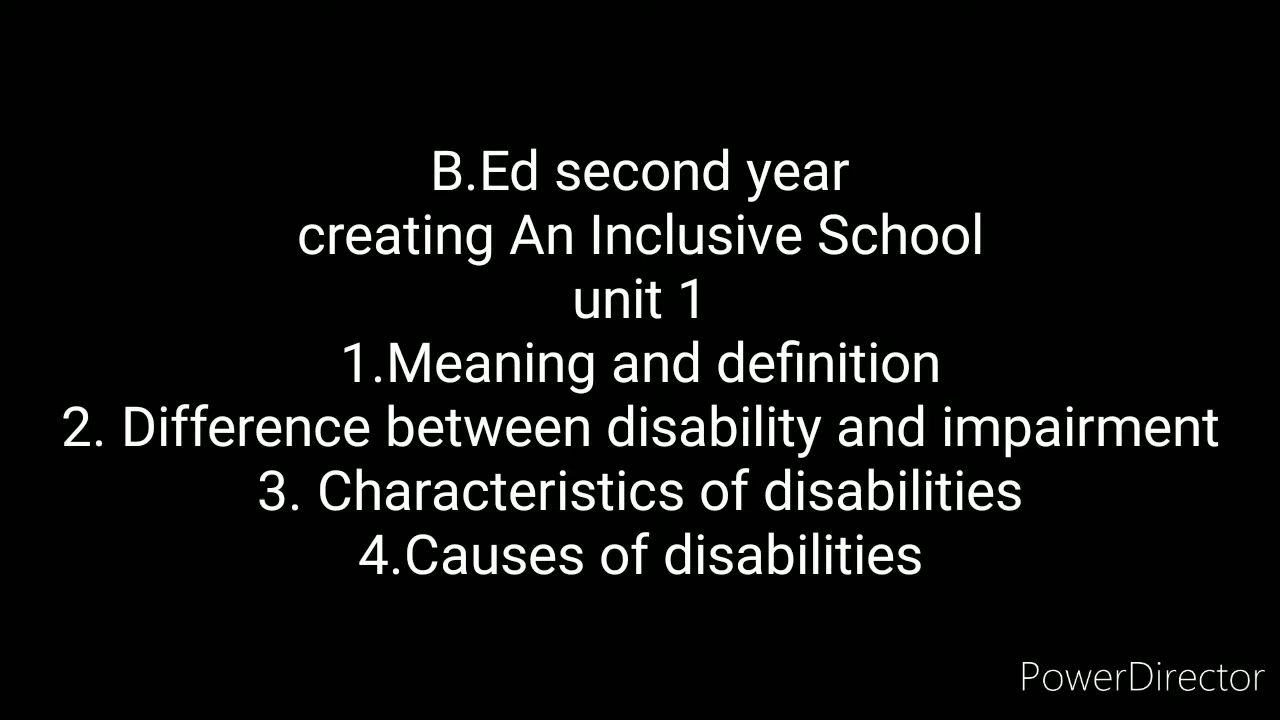 B.Ed second year
creating An Inclusive School
unit 1
1.Meaning and definition
2. Difference between disability and impairment
3. Characteristics of disabilities
4.Causes of disabilities
PowerDirector